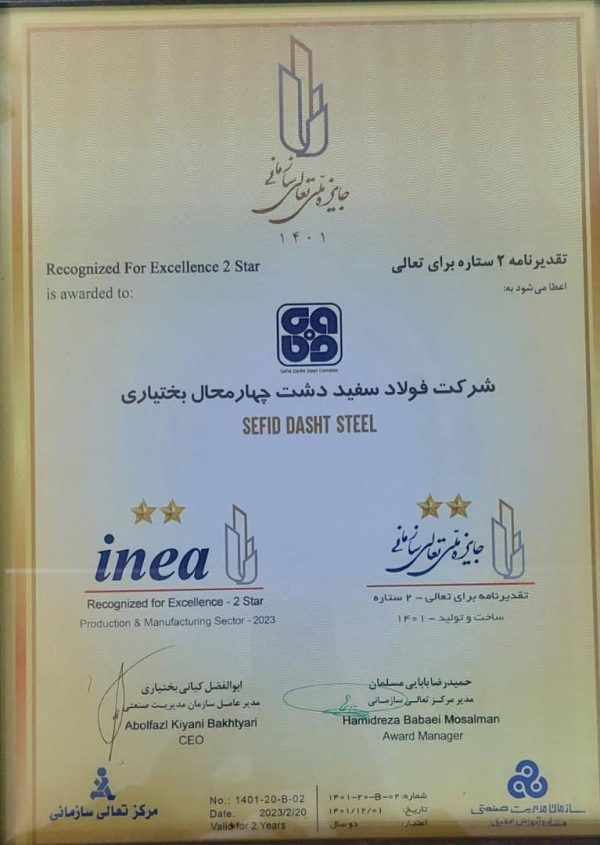 جایزه ملی تعالی سازمانی
۱۴۰۱
تقدیرنامه ۲ ستاره برای تعالی
اعطا می‌شود به:
Recognized For Excellence 2 Star
is awarded to:
Sefid Dasht Steel Complex
شرکت فولاد سفید دشت چهارمحال بختیاری
SEFID DASHT STEEL
جایزه ملی تعالی سازمانی
تقدیرنامه برای تعالی - ۲ ستاره
ساخت و تولید - ۱۴۰۱
inea
Recognized for Excellence - 2 Star
Production & Manufacturing Sector - 2023
حمیدرضا بابایی مسلمان
مدیر مرکز تعالی سازمانی
Hamidreza Babaei Mosalman
Award Manager
ابوالفضل کیانی بختیاری
مدیر عامل سازمان مدیریت صنعتی
Abolfazl Kiyani Bakhtyari
CEO
سازمان مدیریت صنعتی
شماره: ۱۴۰۱-۲۰-B-۰۲
تاریخ: ۱۴۰۱/۱۲/۰۱
اعتبار: دو سال
No.: 1401-20-B-02
Date: 2023/2/20
Valid for 2 Years
مرکز تعالی سازمانی